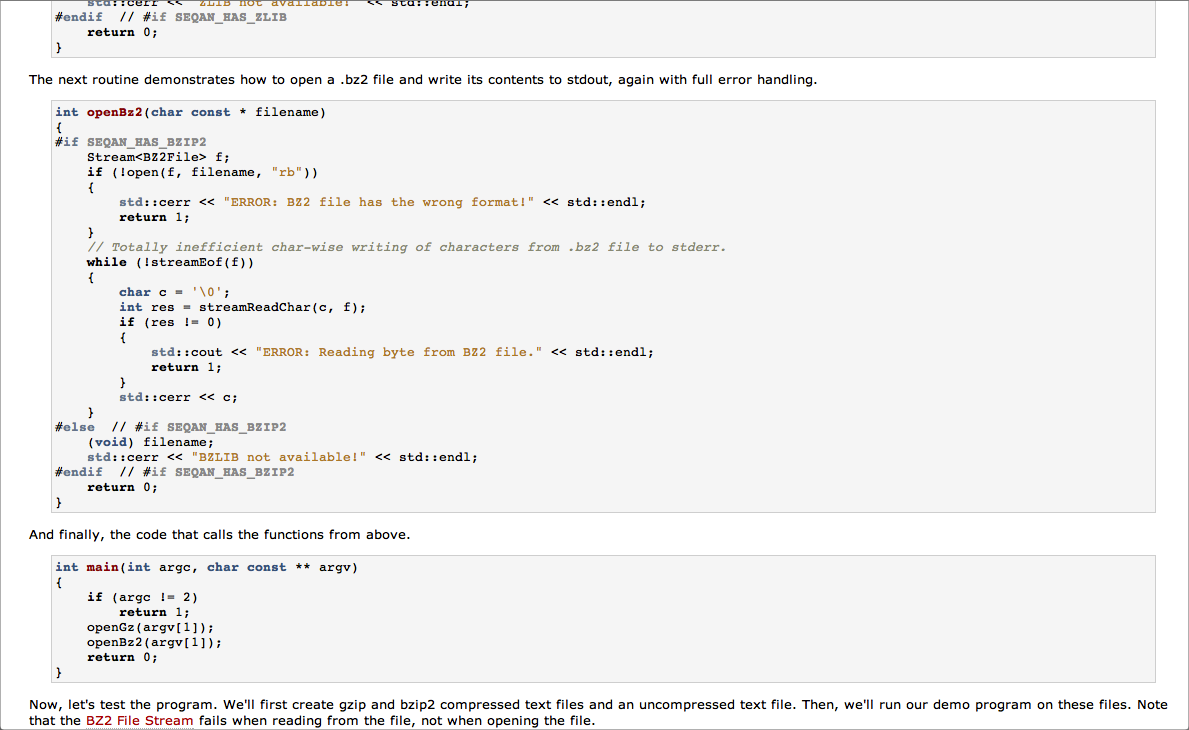 std::cerr << "ZLIB not available!" << std::endl;
#endif  // #if SEQAN_HAS_ZLIB
    return 0;
}
The next routine demonstrates how to open a .bz2 file and write its contents to stdout, again with full error handling.
int openBz2(char const * filename)
{
#if SEQAN_HAS_BZIP2
    Stream<BZ2File> f;
    if (!open(f, filename, "rb"))
    {
        std::cerr << "ERROR: BZ2 file has the wrong format!" << std::endl;
        return 1;
    }
    // Totally inefficient char-wise writing of characters from .bz2 file to stderr.
    while (!streamEof(f))
    {
        char c = '\0';
        int res = streamReadChar(c, f);
        if (res != 0)
        {
            std::cout << "ERROR: Reading byte from BZ2 file." << std::endl;
            return 1;
        }
        std::cerr << c;
    }
#else  // #if SEQAN_HAS_BZIP2
    (void) filename;
    std::cerr << "BZLIB not available!" << std::endl;
#endif  // #if SEQAN_HAS_BZIP2
    return 0;
}
And finally, the code that calls the functions from above.
int main(int argc, char const ** argv)
{
    if (argc != 2)
        return 1;
    openGz(argv[1]);
    openBz2(argv[1]);
    return 0;
}
Now, let's test the program. We'll first create gzip and bzip2 compressed text files and an uncompressed text file. Then, we'll run our demo program on these files. Note
that the BZ2 File Stream fails when reading from the file, not when opening the file.